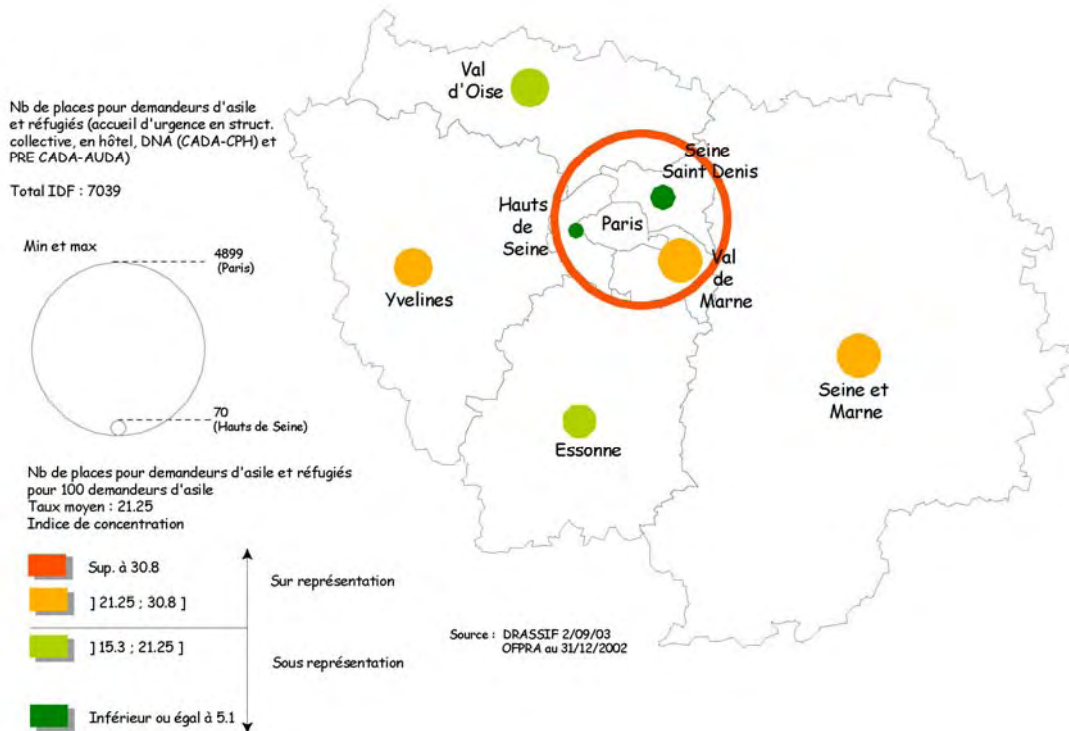 Nb de places pour demandeurs d'asile
et réfugiés (accueil d'urgence en struct.
collective, en hôtel, DNA (CADA-CPH) et
PRE CADA-AUDA)
Total IDF : 7039
Min et max
4899
(Paris)
70
(Hauts de Seine)
Nb de places pour demandeurs d'asile et réfugiés
pour 100 demandeurs d'asile
Taux moyen : 21.25
Indice de concentration
Sup. à 30.8
] 21.25 ; 30.8 ]
] 15.3 ; 21.25 ]
Inférieur ou égal à 5.1
Sur représentation
Sous représentation
Val
d'Oise
Seine
Saint Denis
Hauts
de
Seine
Paris
Val
de
Marne
Yvelines
Seine et
Marne
Essonne
Source : DRASSIF 2/09/03
OFPRA au 31/12/2002